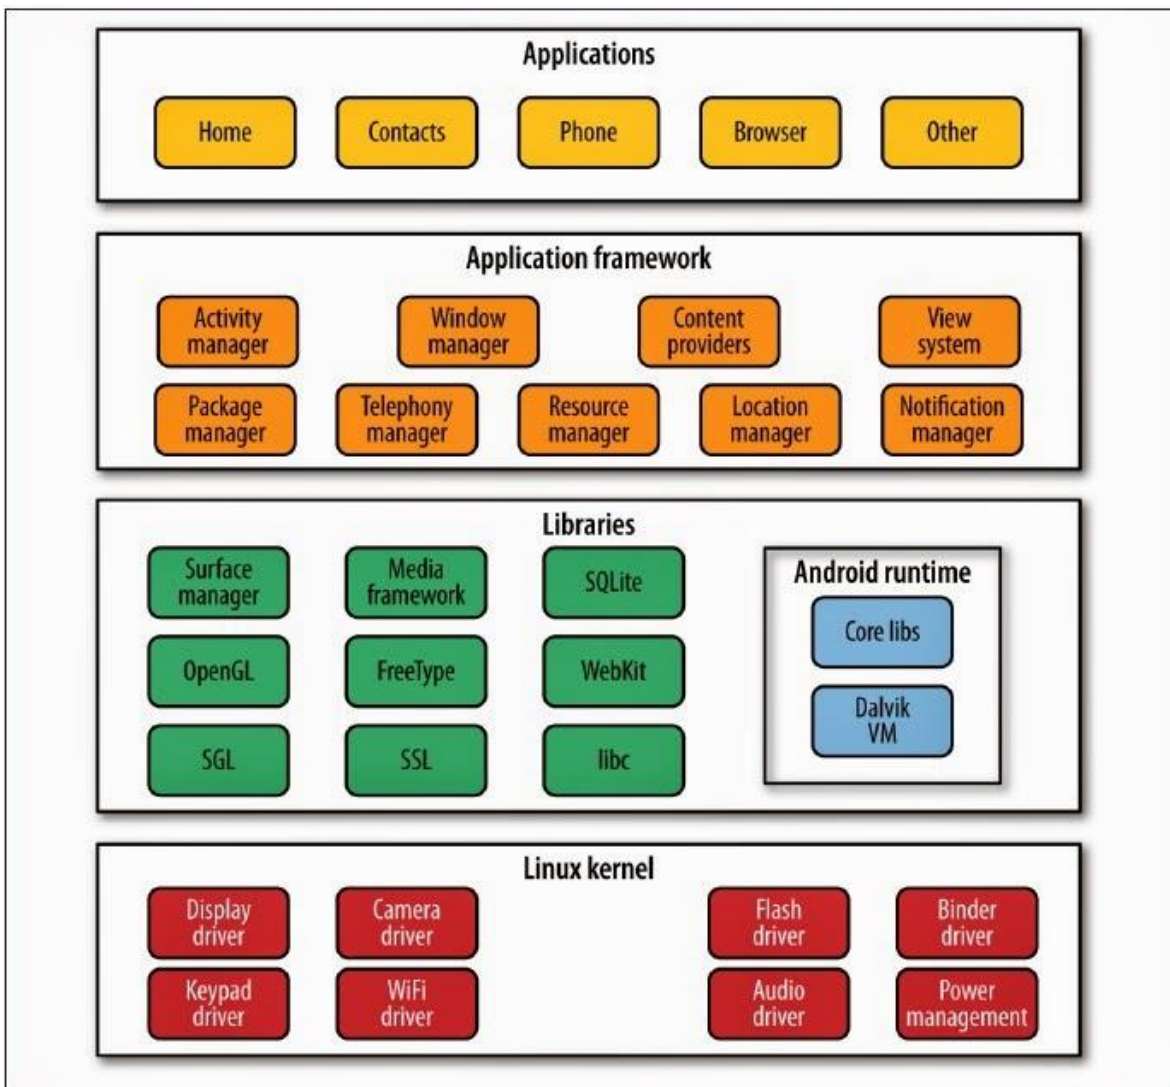 Applications
Home
Contacts
Phone
Browser
Other
Application framework
Activity
manager
Window
manager
Content
providers
View
system
Package
manager
Telephony
manager
Resource
manager
Location
manager
Notification
manager
Libraries
Surface
manager
Media
framework
SQLite
OpenGL
FreeType
WebKit
SGL
SSL
libc
Android runtime
Core libs
Dalvik
VM
Linux kernel
Display
driver
Camera
driver
Flash
driver
Binder
driver
Keypad
driver
WiFi
driver
Audio
driver
Power
management